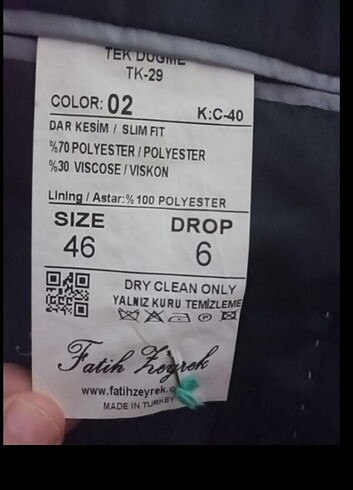 TEK DÜĞME
TK-29
COLOR: 02 K:C-40
DAR KESİM / SLIM FIT
%70 POLYESTER / POLYESTER
%30 VISCOSE / VISKON
Lining / Astar:%100 POLYESTER
SIZE DROP
46 6
DRY CLEAN ONLY
YALNIZ KURU TEMİZLEME
Fatih Zeyrek
www.fatihzeyrek.c
MADE IN TURKEY